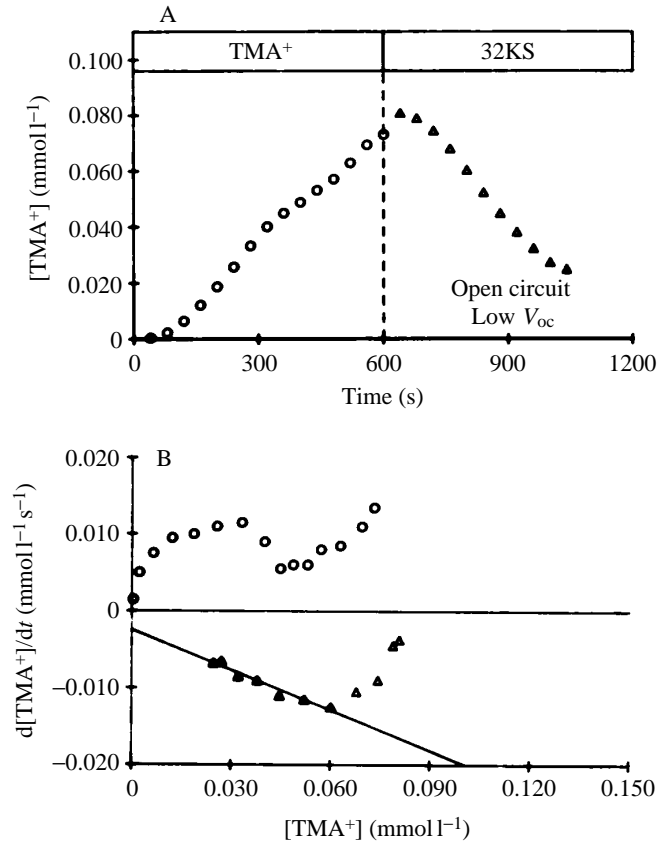 A
TMA⁺ 32KS
0.100
0.080
0.060
0.040
0.020
0
[TMA⁺] (mmol l⁻¹)
Open circuit
Low Voc
0 300 600 900 1200
Time (s)
B
0.020
0.010
0
−0.010
−0.020
d[TMA⁺]/dt (mmol l⁻¹ s⁻¹)
0 0.030 0.060 0.090 0.120 0.150
[TMA⁺] (mmol l⁻¹)